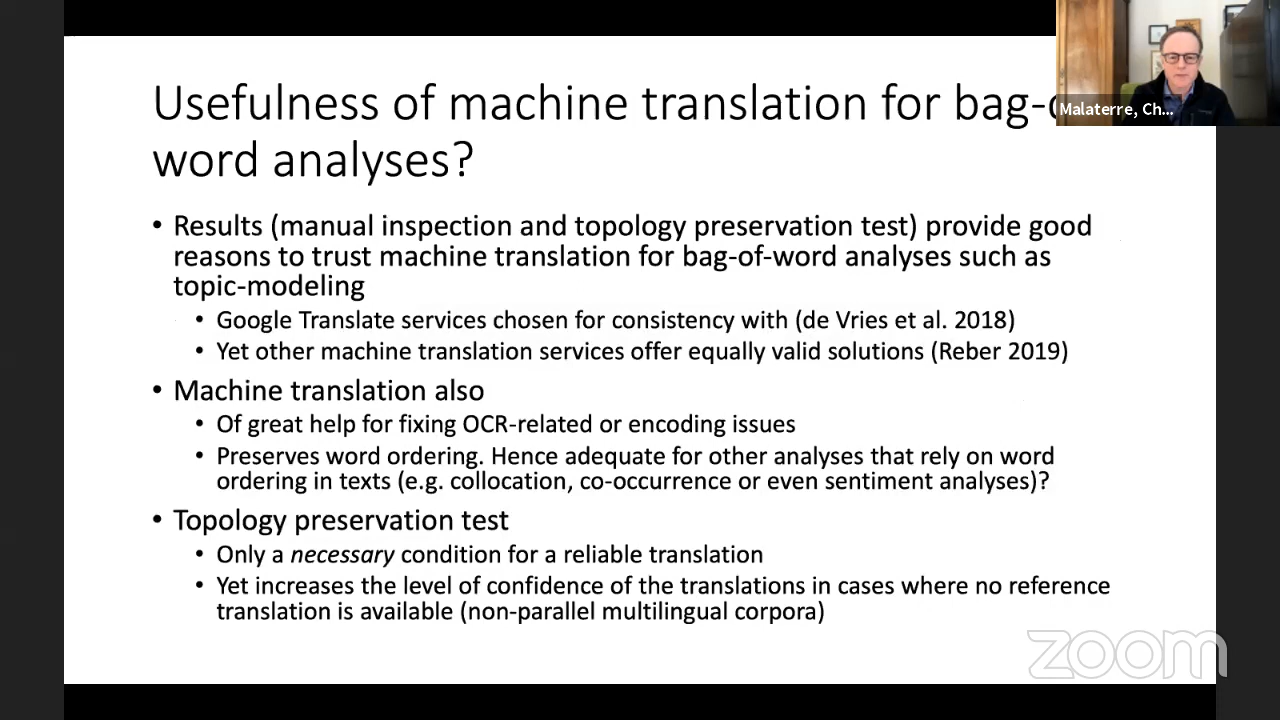 Usefulness of machine translation for bag-
word analyses?
Malaterre, Ch...
• Results (manual inspection and topology preservation test) provide good
reasons to trust machine translation for bag-of-word analyses such as
topic-modeling
• Google Translate services chosen for consistency with (de Vries et al. 2018)
• Yet other machine translation services offer equally valid solutions (Reber 2019)
• Machine translation also
• Of great help for fixing OCR-related or encoding issues
• Preserves word ordering. Hence adequate for other analyses that rely on word
ordering in texts (e.g. collocation, co-occurrence or even sentiment analyses)?
• Topology preservation test
• Only a necessary condition for a reliable translation
• Yet increases the level of confidence of the translations in cases where no reference
translation is available (non-parallel multilingual corpora)
zoom